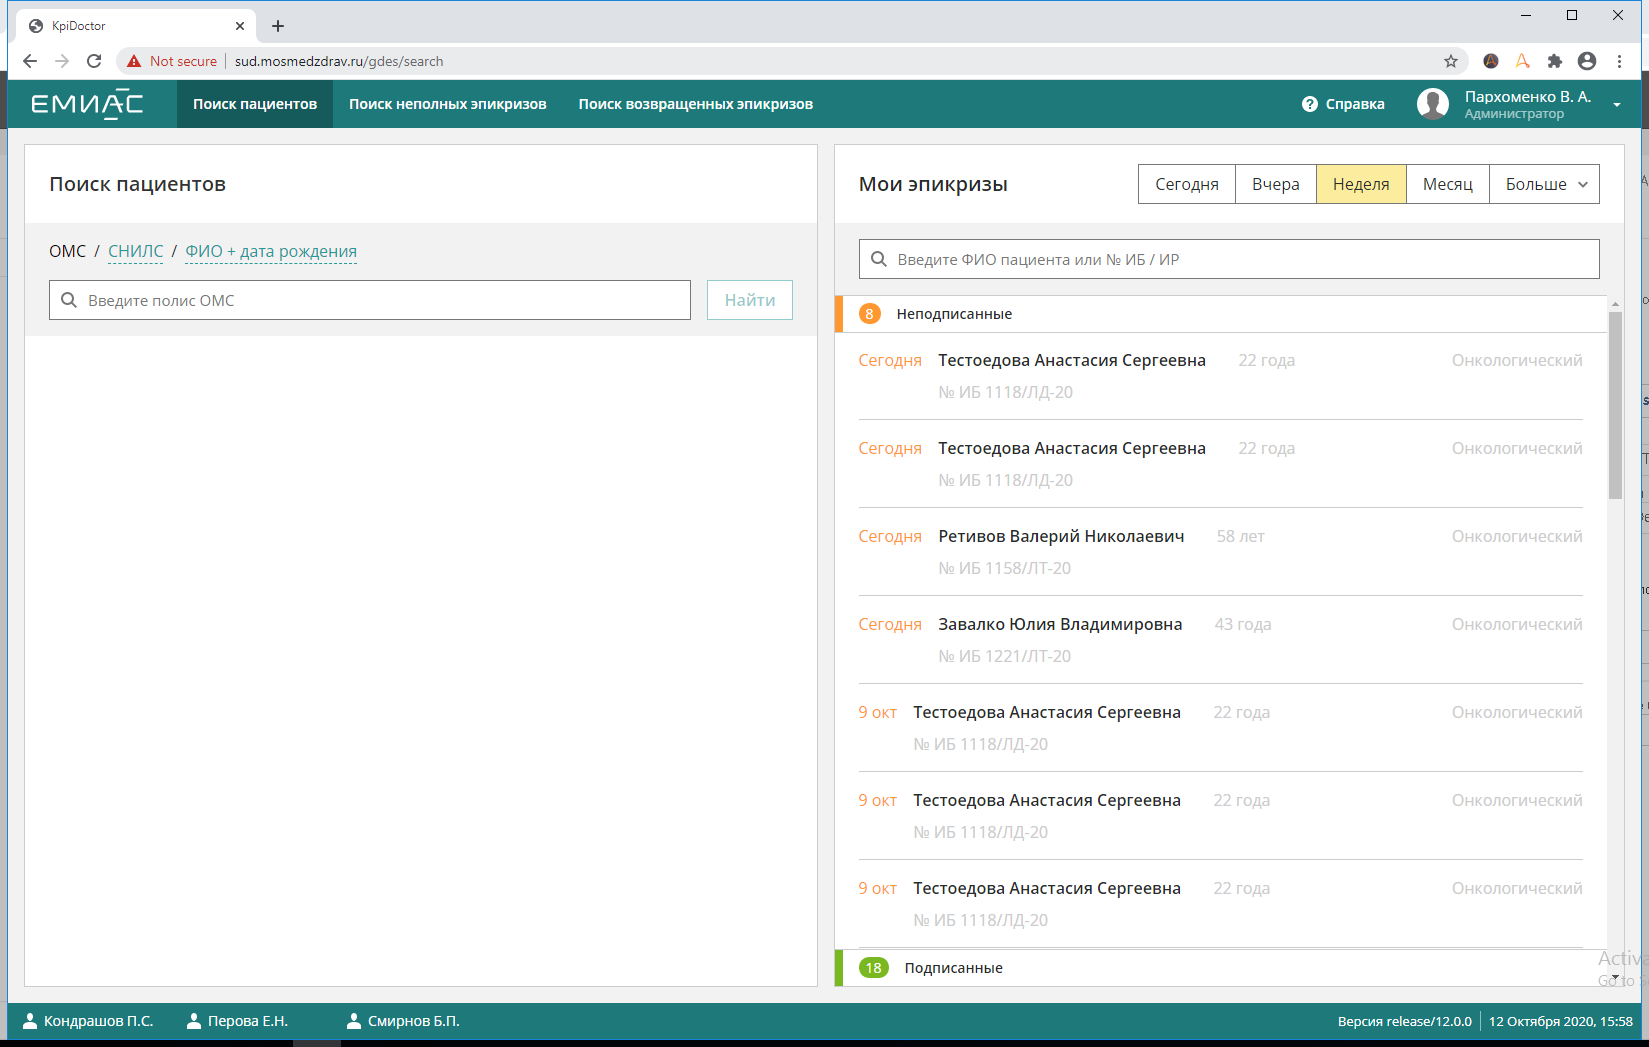 KpiDoctor
Not secure sud.mosmedzdrav.ru/gdes/search
ЕМИАС Поиск пациентов Поиск неполных эпикризов Поиск возвращенных эпикризов ? Справка Пархоменко В. А.
Администратор
Поиск пациентов
ОМС / СНИЛС / ФИО + дата рождения
Введите полис ОМС Найти
Мои эпикризы Сегодня Вчера Неделя Месяц Больше
Введите ФИО пациента или № ИБ / ИР
8 Неподписанные
Сегодня Тестоедова Анастасия Сергеевна 22 года Онкологический
№ ИБ 1118/ЛД-20
Сегодня Тестоедова Анастасия Сергеевна 22 года Онкологический
№ ИБ 1118/ЛД-20
Сегодня Ретивов Валерий Николаевич 58 лет Онкологический
№ ИБ 1158/ЛТ-20
Сегодня Завалко Юлия Владимировна 43 года Онкологический
№ ИБ 1221/ЛТ-20
9 окт Тестоедова Анастасия Сергеевна 22 года Онкологический
№ ИБ 1118/ЛД-20
9 окт Тестоедова Анастасия Сергеевна 22 года Онкологический
№ ИБ 1118/ЛД-20
9 окт Тестоедова Анастасия Сергеевна 22 года Онкологический
№ ИБ 1118/ЛД-20
18 Подписанные
Activa
Go to S
Кондрашов П.С. Перова Е.Н. Смирнов Б.П. Версия release/12.0.0 12 Октября 2020, 15:58